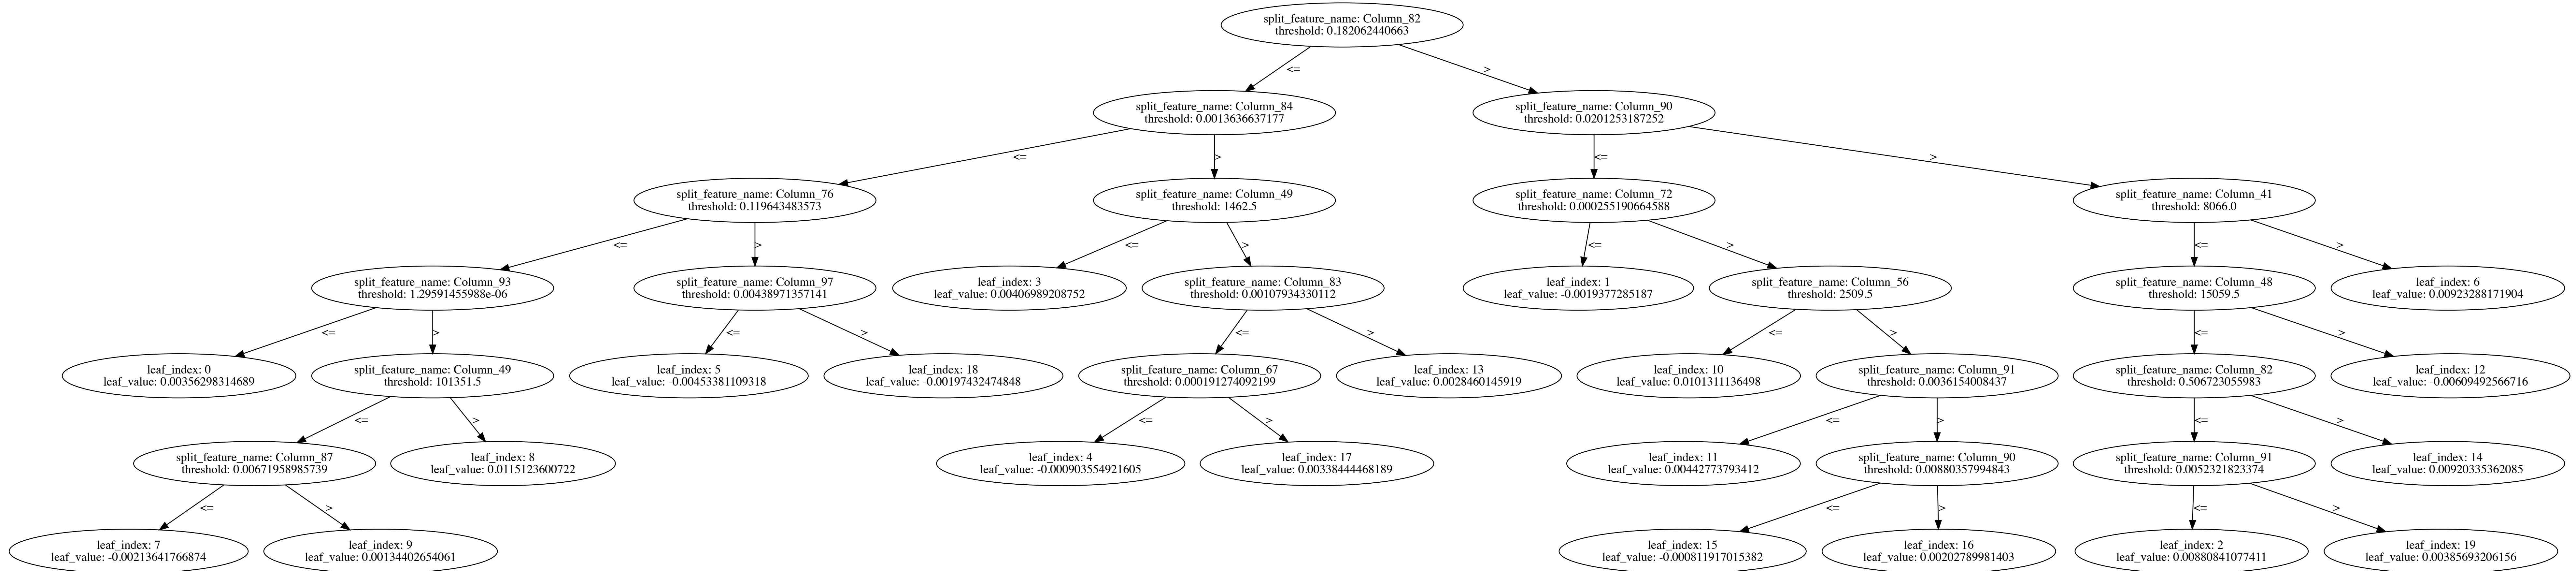 split_feature_name: Column_82
threshold: 0.182062440663
<=
>
split_feature_name: Column_84
threshold: 0.0013636637177
split_feature_name: Column_90
threshold: 0.0201253187252
<=
>
<=
>
split_feature_name: Column_76
threshold: 0.119643483573
split_feature_name: Column_49
threshold: 1462.5
split_feature_name: Column_72
threshold: 0.000255190664588
split_feature_name: Column_41
threshold: 8066.0
<=
>
<=
>
<=
>
<=
>
split_feature_name: Column_93
threshold: 1.29591455988e-06
split_feature_name: Column_97
threshold: 0.00438971357141
leaf_index: 3
leaf_value: 0.00406989208752
split_feature_name: Column_83
threshold: 0.00107934330112
leaf_index: 1
leaf_value: -0.0019377285187
split_feature_name: Column_56
threshold: 2509.5
split_feature_name: Column_48
threshold: 15059.5
leaf_index: 6
leaf_value: 0.00923288171904
<=
>
<=
>
<=
>
<=
>
<=
>
leaf_index: 0
leaf_value: 0.00356298314689
split_feature_name: Column_49
threshold: 101351.5
leaf_index: 5
leaf_value: -0.00453381109318
leaf_index: 18
leaf_value: -0.00197432474848
split_feature_name: Column_67
threshold: 0.000191274092199
leaf_index: 13
leaf_value: 0.0028460145919
leaf_index: 10
leaf_value: 0.0101311136498
split_feature_name: Column_91
threshold: 0.0036154008437
split_feature_name: Column_82
threshold: 0.506723055983
leaf_index: 12
leaf_value: -0.00609492566716
<=
>
<=
>
<=
>
<=
>
split_feature_name: Column_87
threshold: 0.00671958985739
leaf_index: 8
leaf_value: 0.0115123600722
leaf_index: 4
leaf_value: -0.000903554921605
leaf_index: 17
leaf_value: 0.00338444468189
leaf_index: 11
leaf_value: 0.00442773793412
split_feature_name: Column_90
threshold: 0.00880357994843
split_feature_name: Column_91
threshold: 0.0052321823374
leaf_index: 14
leaf_value: 0.00920335362085
<=
>
<=
>
<=
>
leaf_index: 7
leaf_value: -0.00213641766874
leaf_index: 9
leaf_value: 0.00134402654061
leaf_index: 15
leaf_value: -0.000811917015382
leaf_index: 16
leaf_value: 0.00202789981403
leaf_index: 2
leaf_value: 0.00880841077411
leaf_index: 19
leaf_value: 0.00385693206156